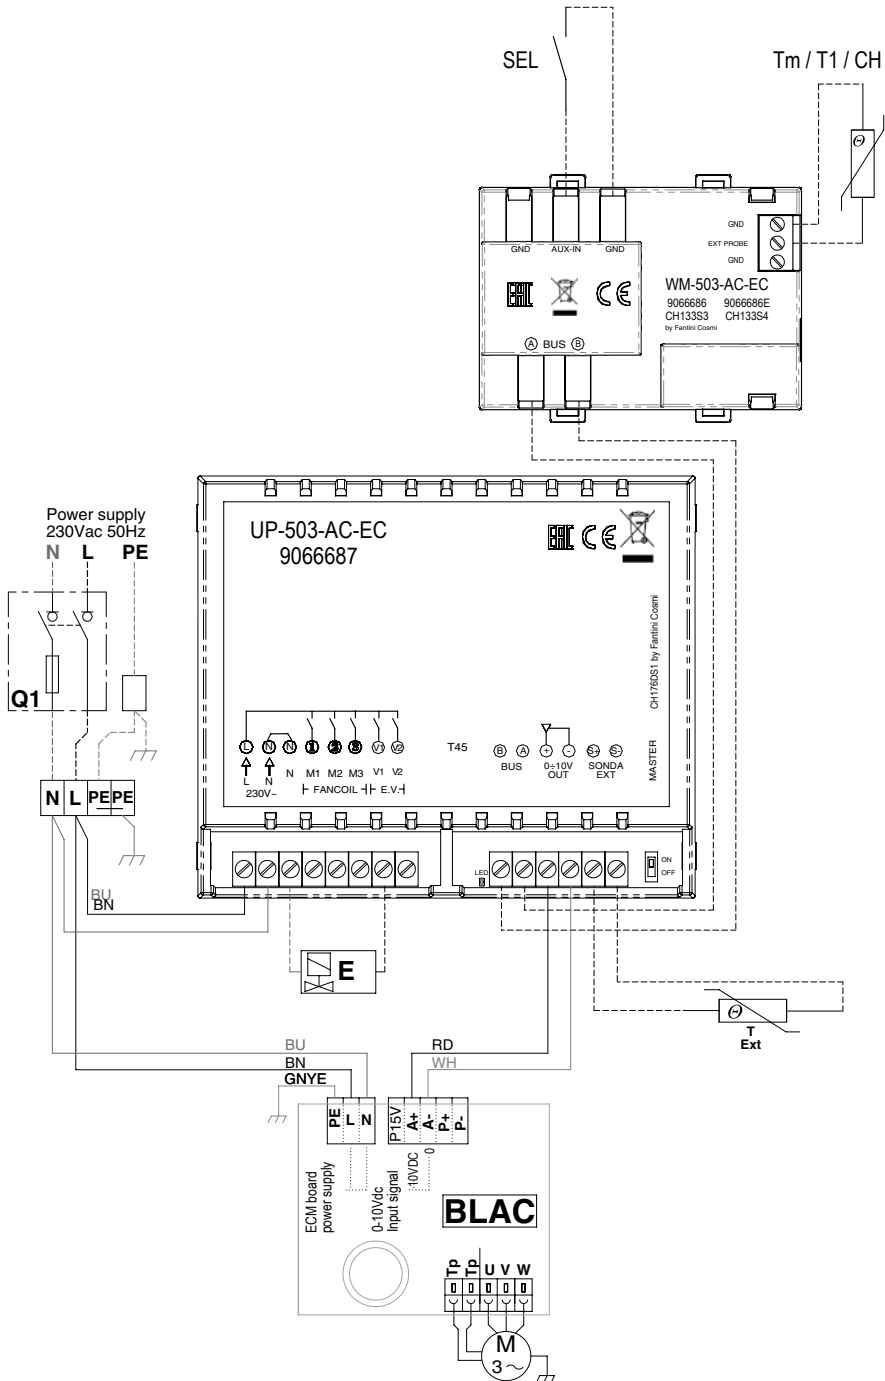 SEL
Tm / T1 / CH
GND
AUX-IN
GND
GND
EXT PROBE
GND
EAC
CE
WM-503-AC-EC
9066686 9066686E
CH133S3 CH133S4
by Fantini Cosmi
A BUS B
Power supply
230Vac 50Hz
N L PE
Q1
N L PE PE
UP-503-AC-EC
9066687
EAC
CE
CH176DS1 by Fantini Cosmi
MASTER
L N N 1 2 3 V1 V2
L N N M1 M2 M3 V1 V2
230V~ FANCOIL E.V.
T45
B A + - S+ S-
BUS
0÷10V
OUT
SONDA
EXT
LED
ON
OFF
BU
BN
E
Θ
T
Ext
Θ
BU
BN
GNYE
RD
WH
PE L N
P15V A+ A- P+ P-
ECM board
power supply
0-10Vdc
Input signal
10VDC
0
BLAC
Tp Tp U V W
M
3 ~